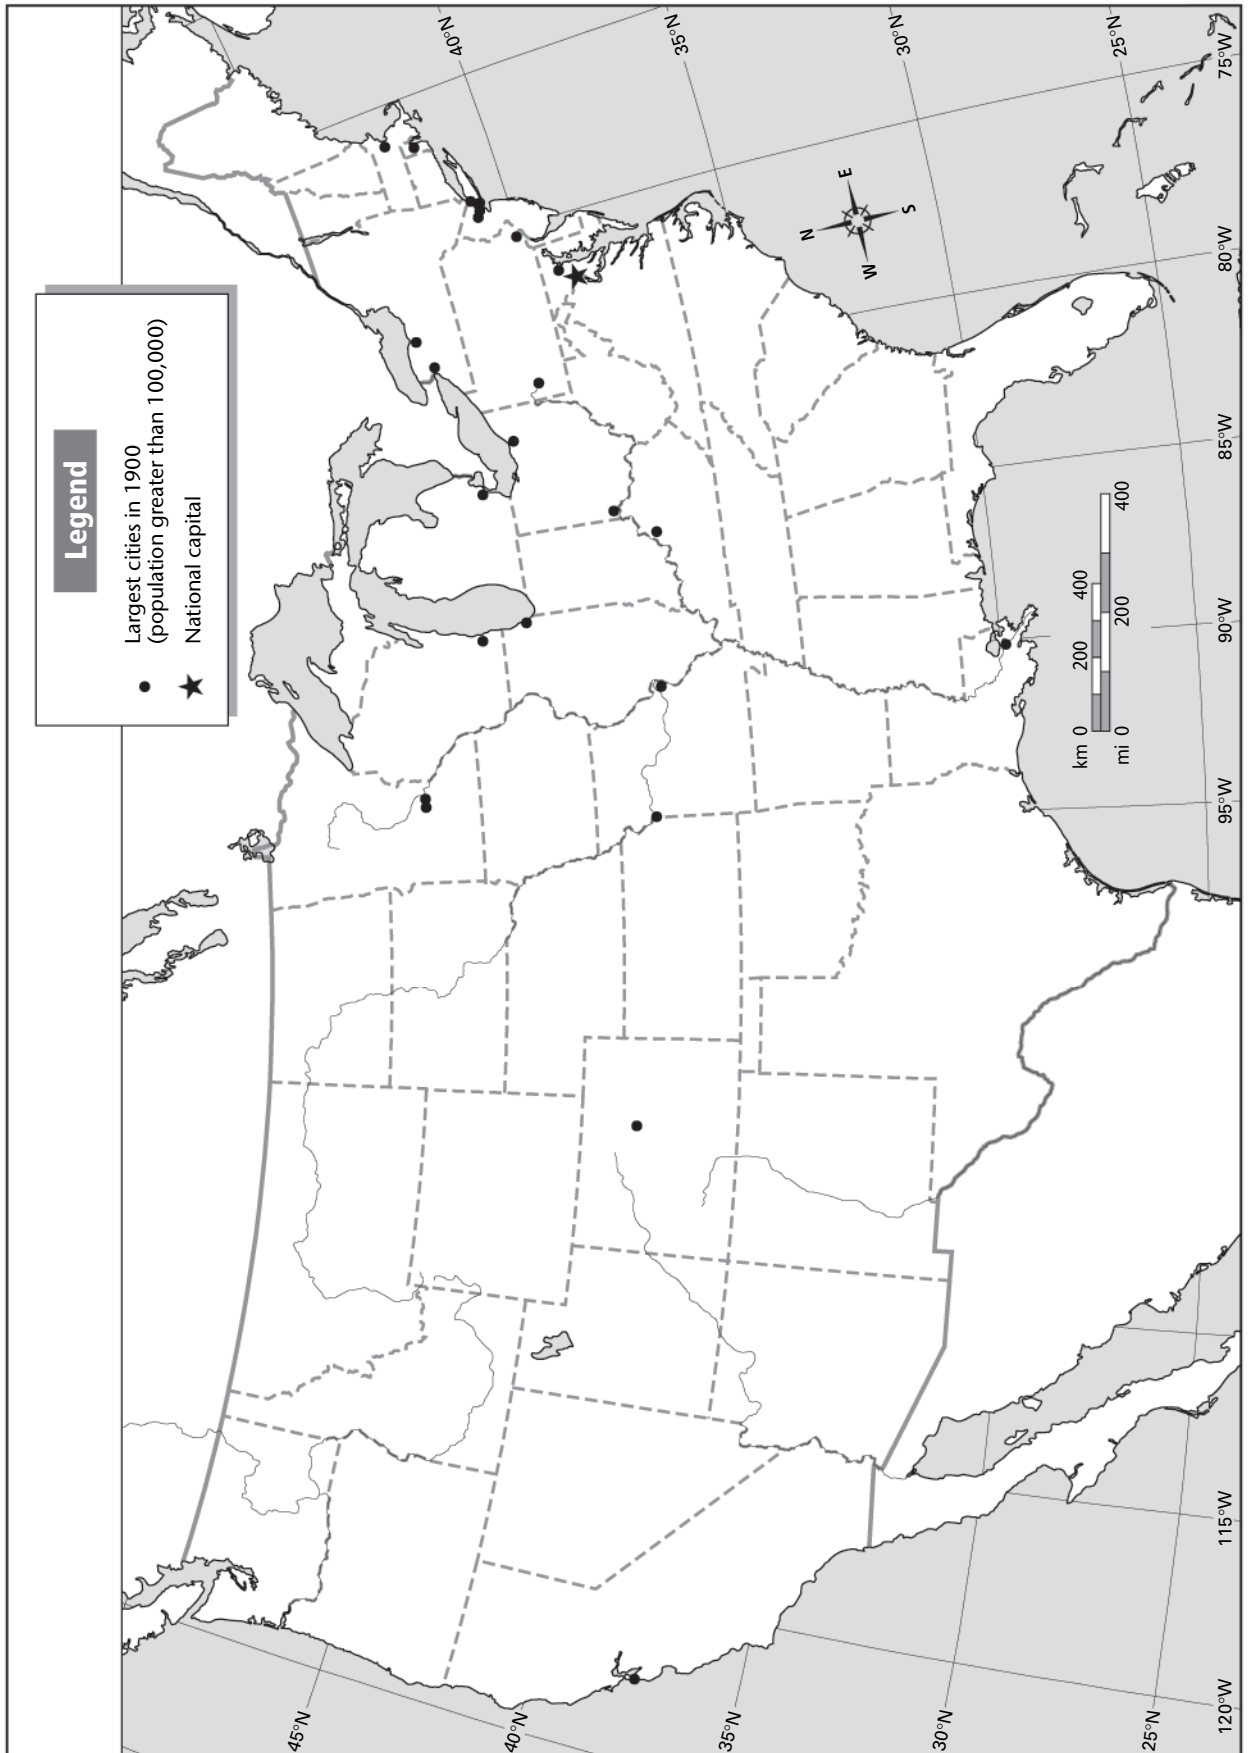 Legend
Largest cities in 1900
(population greater than 100,000)
National capital
40°N
35°N
30°N
25°N
75°W
80°W
85°W
90°W
95°W
115°W
120°W
45°N
40°N
35°N
30°N
25°N
N
E
S
W
km 0 200 400
mi 0 200 400